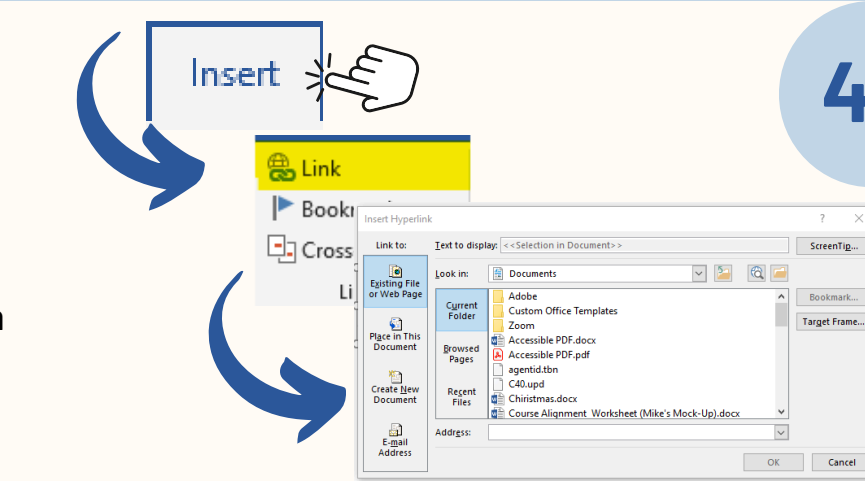 Insert
4
Link
Book
Cross
Li
Insert Hyperlink
? ×
Link to:
Text to display: <<Selection in Document>>
ScreenTip...
Existing File
or Web Page
Look in:
Documents
Current
Folder
Adobe
Custom Office Templates
Zoom
Accessible PDF.docx
Accessible PDF.pdf
agentid.tbn
C40.upd
Chiristmas.docx
Course Alignment Worksheet (Mike's Mock-Up).docx
Bookmark...
Target Frame...
Place in This
Document
Browsed
Pages
Create New
Document
Recent
Files
E-mail
Address
Address:
OK
Cancel